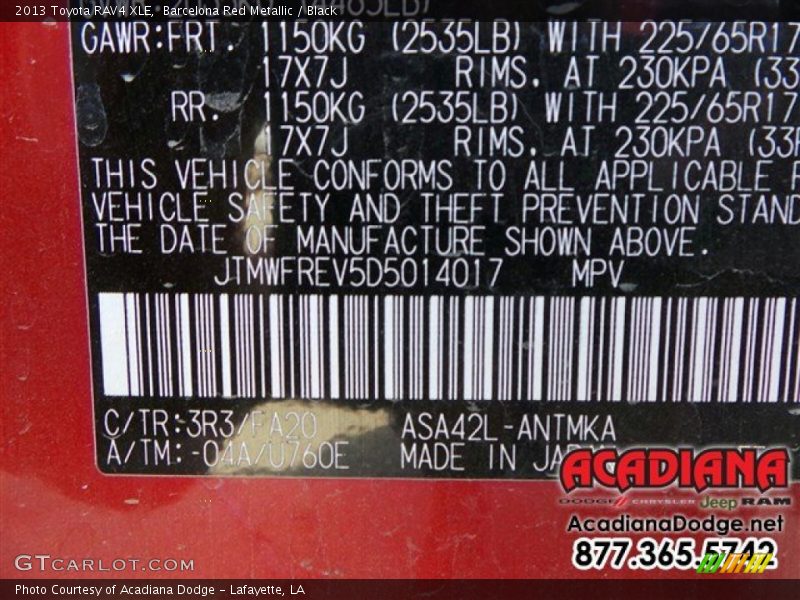 2013 Toyota RAV4 XLE, Barcelona Red Metallic / Black
GAWR:FRT. 1150KG (2535LB) WITH 225/65R17
17X7J RIMS, AT 230KPA (33
RR. 1150KG (2535LB) WITH 225/65R17
17X7J RIMS, AT 230KPA (33P
THIS VEHICLE CONFORMS TO ALL APPLICABLE F
VEHICLE SAFETY AND THEFT PREVENTION STAND
THE DATE OF MANUFACTURE SHOWN ABOVE.
JTMWFREV5D5014017 MPV
C/TR:3R3/FA20 ASA42L-ANTMKA
A/TM:-04A/U760E MADE IN JAPA
ACADIANA
DODGE CHRYSLER Jeep RAM
AcadianaDodge.net
877.365.5742
GTCarlot.com
Photo Courtesy of Acadiana Dodge - Lafayette, LA